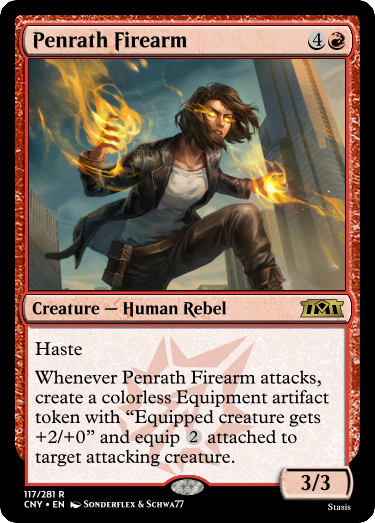 Penrath Firearm 4
Creature — Human Rebel
Haste
Whenever Penrath Firearm attacks,
create a colorless Equipment artifact
token with “Equipped creature gets
+2/+0” and equip 2 attached to
target attacking creature.
3/3
117/281 R
CNY • EN Sonderflex & Schwa77
Stasis